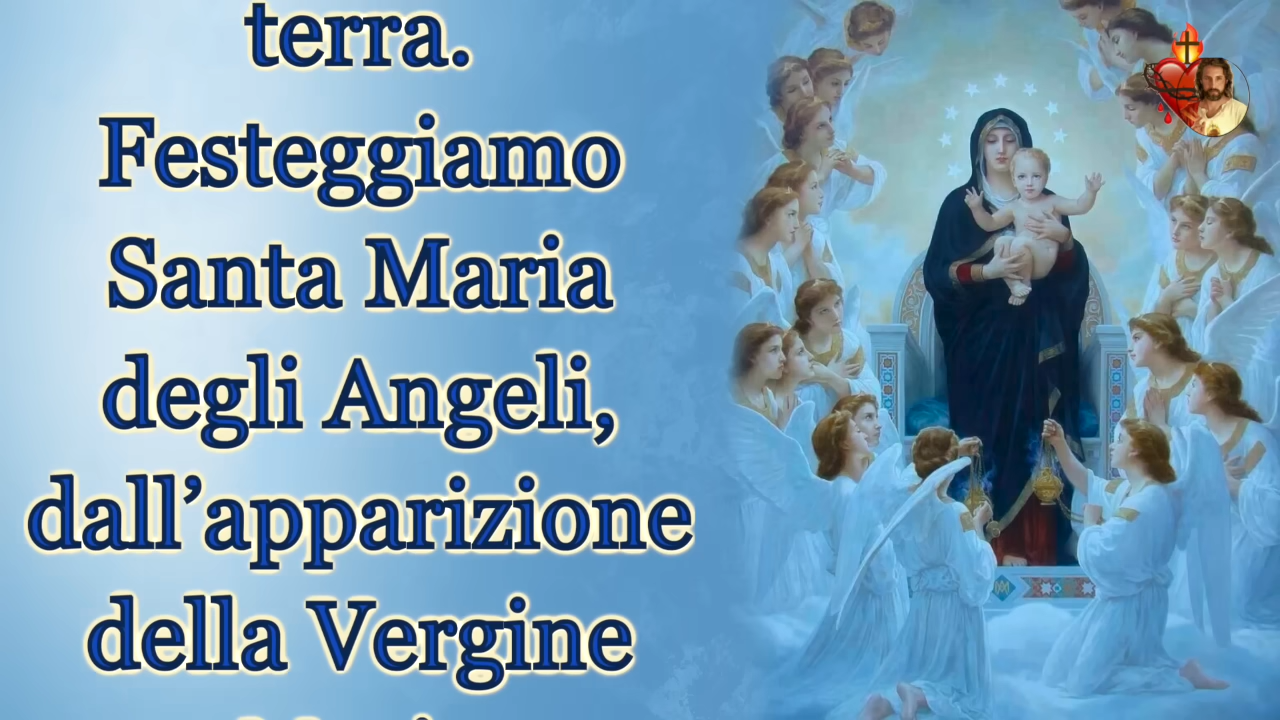 terra.
Festeggiamo
Santa Maria
degli Angeli,
dall’apparizione
della Vergine